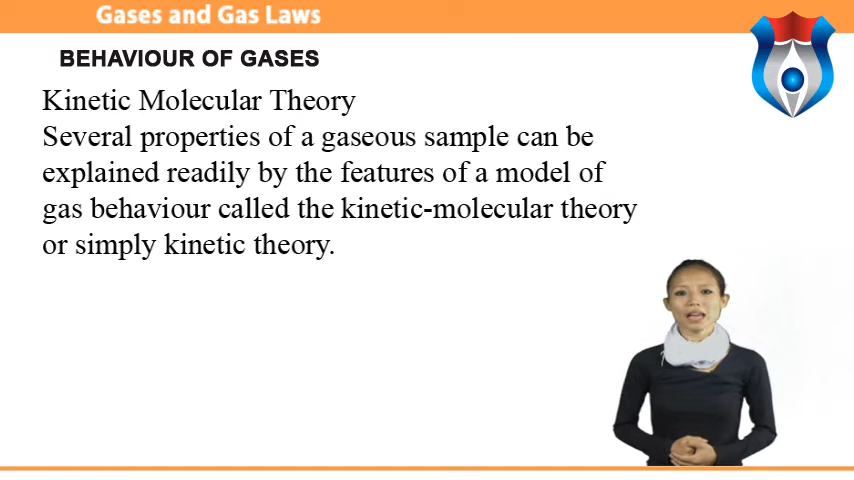 Gases and Gas Laws
BEHAVIOUR OF GASES
Kinetic Molecular Theory
Several properties of a gaseous sample can be
explained readily by the features of a model of
gas behaviour called the kinetic-molecular theory
or simply kinetic theory.